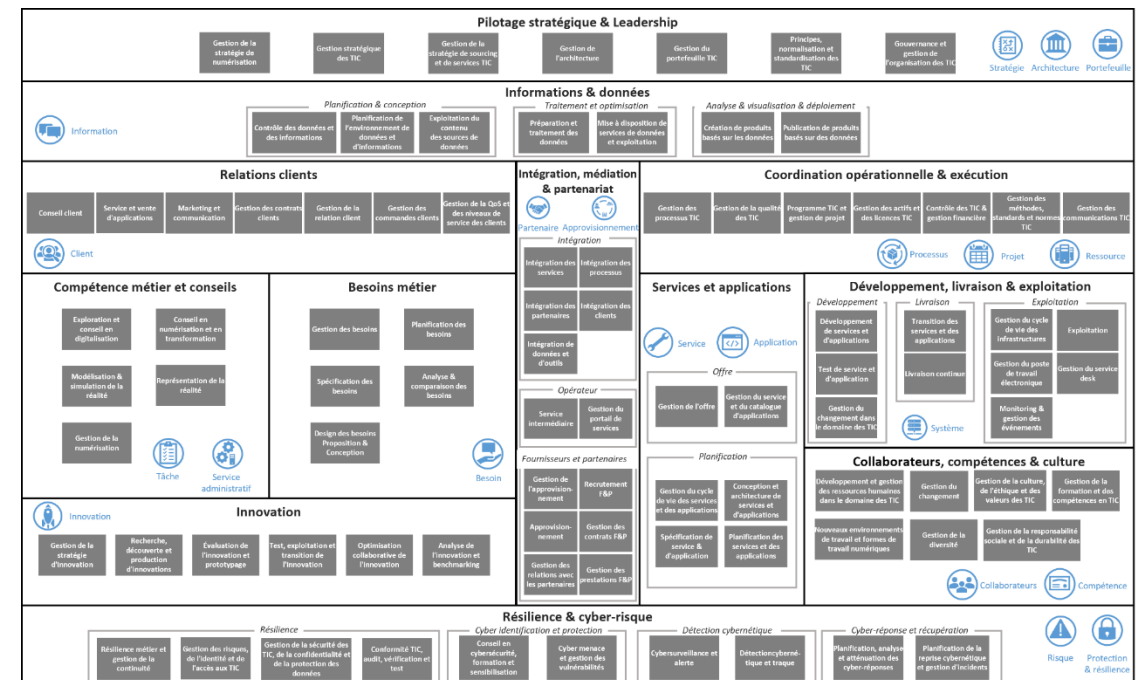 Pilotage stratégique & Leadership
Gestion de la
stratégie de
numérisation
Gestion stratégique
des TIC
Gestion de la
stratégie de sourcing
et de services TIC
Gestion de
l'architecture
Gestion du
portefeuille TIC
Principes,
normalisation et
standardisation des
TIC
Gouvernance et
gestion de
l'organisation des TIC
Stratégie
Architecture
Portefeuille
Informations & données
Information
Planification & conception
Contrôle des données et
des informations
Planification de
l'environnement de
données et
d'informations
Exploitation du
contenu
des sources de
données
Traitement et optimisation
Préparation et
traitement des
données
Mise à disposition de
services de données
et exploitation
Analyse & visualisation & déploiement
Création de produits
basés sur les données
Publication de produits
basés sur des données
Relations clients
Conseil client
Service et vente
d'applications
Marketing et
communication
Gestion des contrats
clients
Gestion de la
relation client
Gestion des
commandes clients
Gestion de la QoS et
des niveaux de
service des clients
Client
Intégration, médiation
& partenariat
Partenaire
Approvisionnement
Intégration
Intégration des
services
Intégration des
processus
Intégration des
partenaires
Intégration des
clients
Intégration de
données et
d'outils
Opérateur
Service
intermédiaire
Gestion du
portail de
services
Fournisseurs et partenaires
Gestion de
l'approvision-
nement
Recrutement
F&P
Approvision-
nement
Gestion des
contrats F&P
Gestion des
relations avec
les partenaires
Gestion des
prestations F&P
Coordination opérationnelle & exécution
Gestion des
processus TIC
Gestion de la qualité
des TIC
Programme TIC et
gestion de projet
Gestion des actifs et
des licences TIC
Contrôle des TIC &
gestion financière
Gestion des
méthodes,
standards et normes
TIC
Gestion des
communications TIC
Processus
Projet
Ressource
Compétence métier et conseils
Exploration et
conseil en
digitalisation
Conseil en
numérisation et en
transformation
Modélisation &
simulation de la
réalité
Représentation de la
réalité
Gestion de la
numérisation
Tâche
Service
administratif
Besoins métier
Gestion des besoins
Planification des
besoins
Spécification des
besoins
Analyse &
comparaison des
besoins
Design des besoins
Proposition &
Conception
Besoin
Services et applications
Service
Application
Offre
Gestion de l'offre
Gestion du service
et du catalogue
d'applications
Planification
Gestion du cycle
de vie des services
et des applications
Conception et
architecture de
services et
d'applications
Spécification de
service &
d'application
Planification des
services et des
applications
Développement, livraison & exploitation
Développement
Développement
de services et
d'applications
Test de service et
d'application
Gestion du
changement dans
le domaine des TIC
Livraison
Transition des
services et des
applications
Livraison continue
Système
Exploitation
Gestion du cycle
de vie des
infrastructures
Exploitation
Gestion du poste
de travail
électronique
Gestion du service
desk
Monitoring &
gestion des
événements
Collaborateurs, compétences & culture
Développement et gestion
des ressources humaines
dans le domaine des TIC
Gestion du
changement
Gestion de la culture,
de l'éthique et des
valeurs des TIC
Gestion de la
formation et des
compétences en TIC
Nouveaux environnements
de travail et formes de
travail numériques
Gestion de la
diversité
Gestion de la responsabilité
sociale et de la durabilité des
TIC
Collaborateurs
Compétence
Innovation
Innovation
Gestion de la
stratégie
d'innovation
Recherche,
découverte et
production
d'innovations
Évaluation de
l'innovation et
prototypage
Test, exploitation et
transition de
l'innovation
Optimisation
collaborative de
l'innovation
Analyse de
l'innovation et
benchmarking
Résilience & cyber-risque
Résilience
Résilience métier et
gestion de la
continuité
Gestion des risques,
de l'identité et de
l'accès aux TIC
Gestion de la sécurité des
TIC, de la confidentialité et
de la protection des
données
Conformité TIC,
audit, vérification et
test
Cyber identification et protection
Conseil en
cybersécurité,
formation et
sensibilisation
Cyber menace
et gestion des
vulnérabilités
Détection cybernétique
Cybersurveillance et
alerte
Détectioncyberné-
tique et traque
Cyber-réponse et récupération
Planification, analyse
et atténuation des
cyber-réponses
Planification de la
reprise cybernétique
et gestion d'incidents
Risque
Protection
& résilience